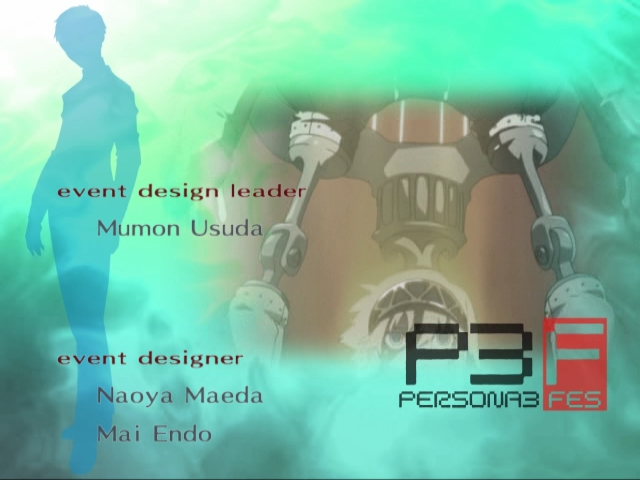 event design leader
Mumon Usuda
event designer
Naoya Maeda
Mai Endo
P3F
PERSONA3 FES